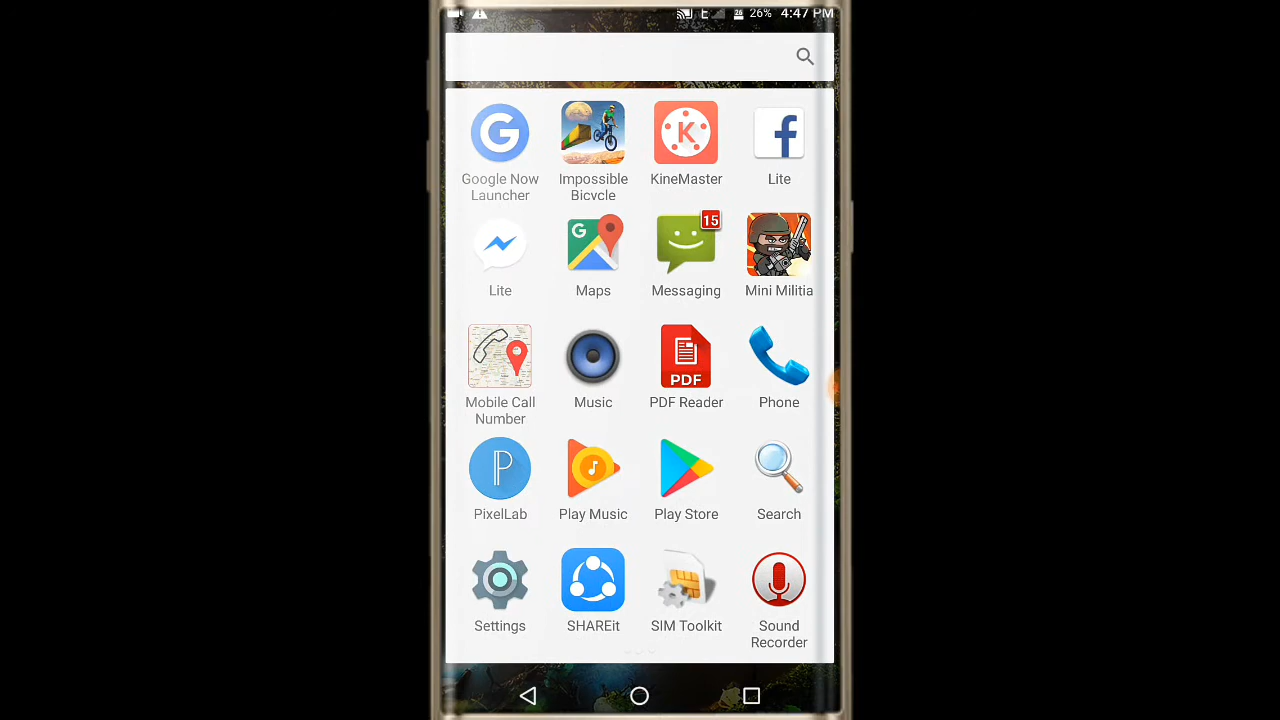 26 26% 4:47 PM
G
K
f
Google Now Launcher
Impossible Bicycle
KineMaster
Lite
G
15
Lite
Maps
Messaging
Mini Militia
PDF
Mobile Call Number
Music
PDF Reader
Phone
P
PixelLab
Play Music
Play Store
Search
Settings
SHAREit
SIM Toolkit
Sound Recorder